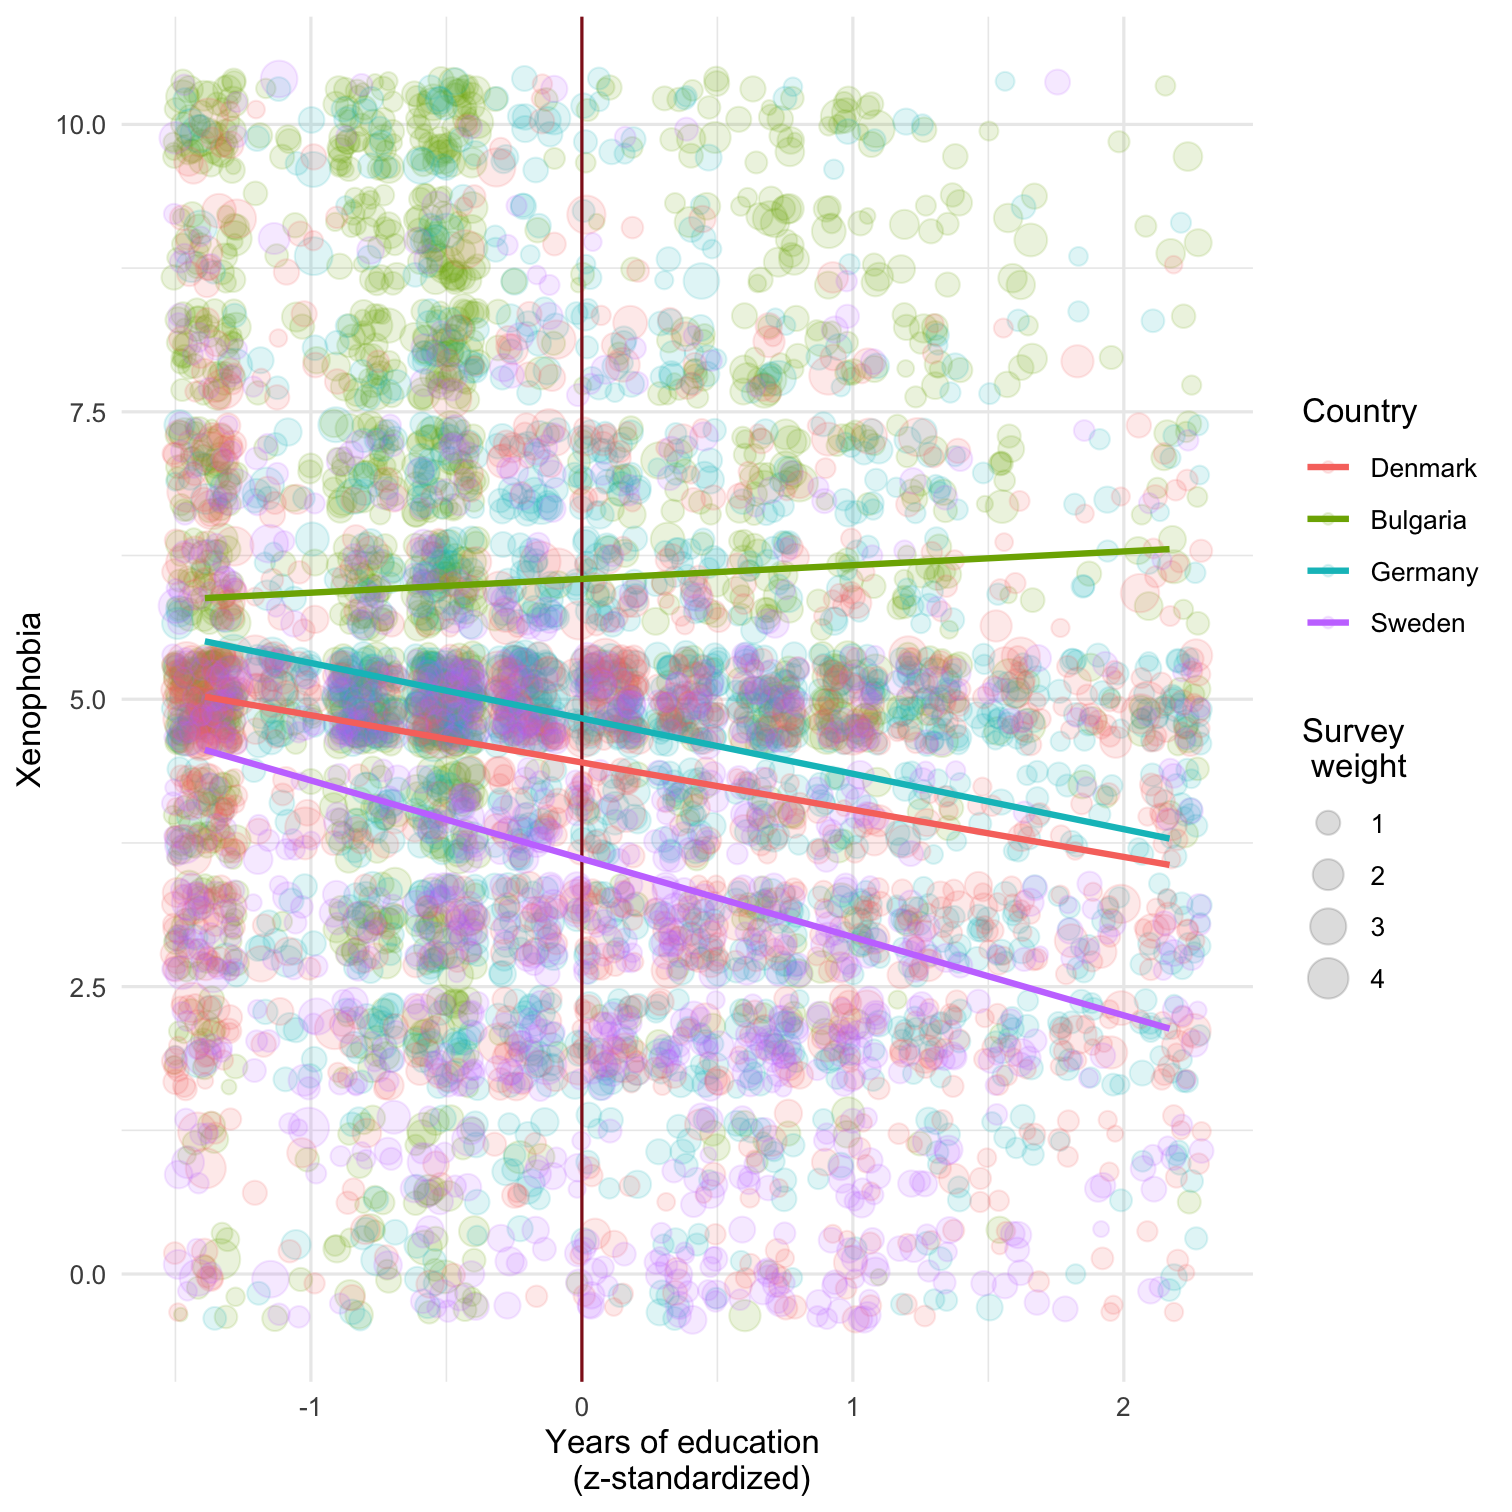 10.0
7.5
5.0
2.5
0.0
Xenophobia
-1
0
1
2
Years of education
(z-standardized)
Country
Denmark
Bulgaria
Germany
Sweden
Survey
weight
1
2
3
4